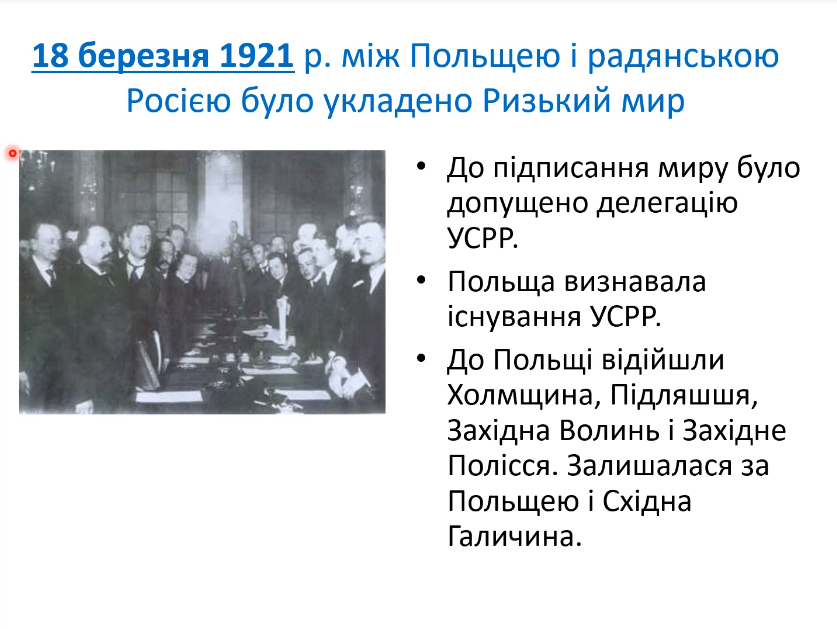 18 березня 1921 р. між Польщею і радянською
Росією було укладено Ризький мир
• До підписання миру було
допущено делегацію
УСРР.
• Польща визнавала
існування УСРР.
• До Польщі відійшли
Холмщина, Підляшшя,
Західна Волинь і Західне
Полісся. Залишалася за
Польщею і Східна
Галичина.